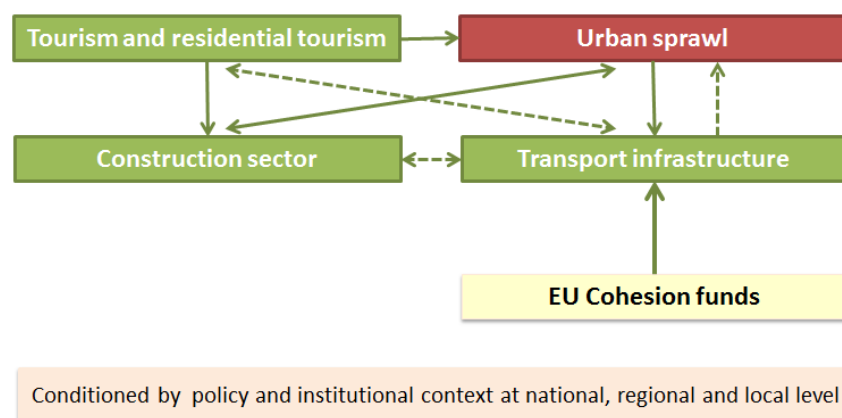 Tourism and residential tourism
Urban sprawl
Construction sector
Transport infrastructure
EU Cohesion funds
Conditioned by policy and institutional context at national, regional and local level